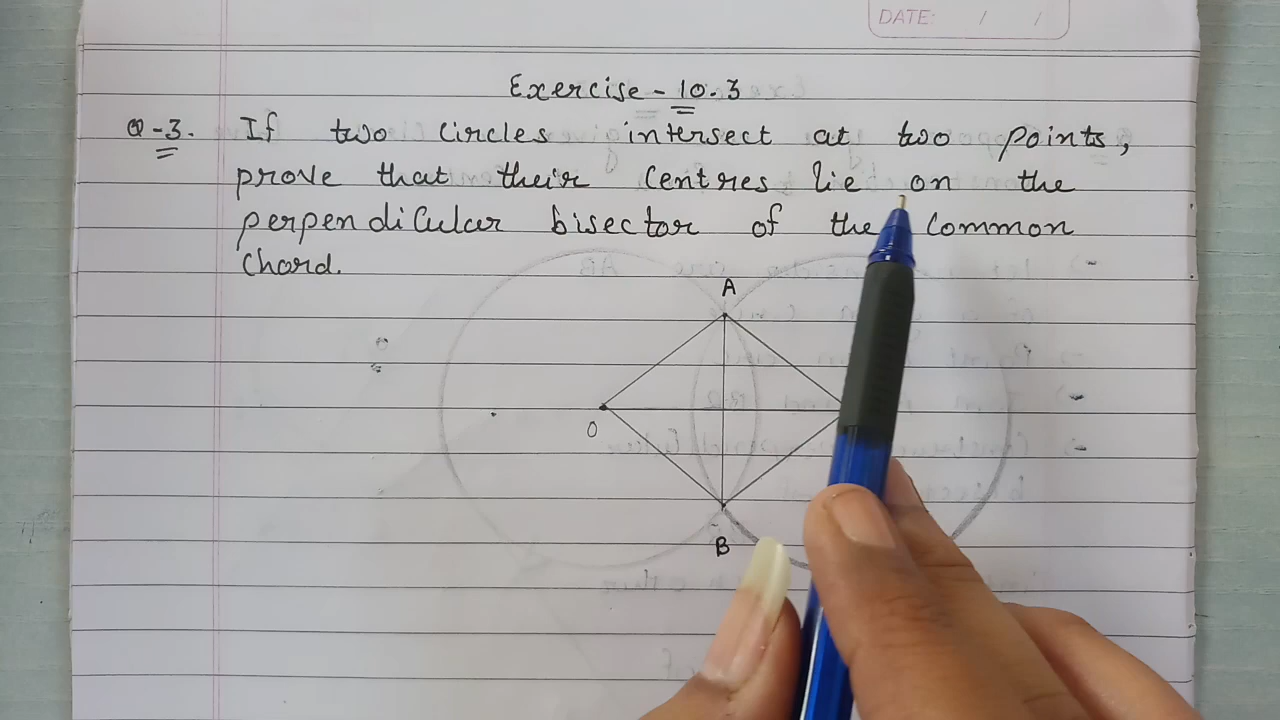 DATE: / /
Exercise - 10.3
Q-3. If two circles intersect at two points,
prove that their centres lie on the
perpendicular bisector of the common
chord.
A
O
B